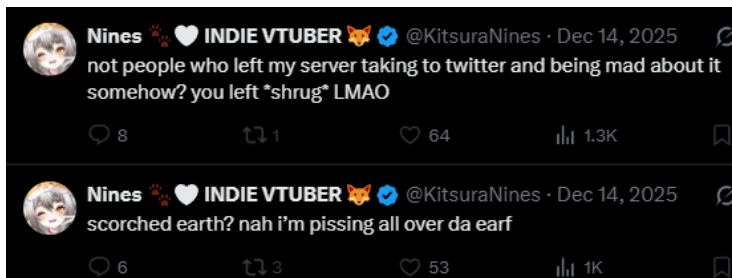 Nines 🐾🤍 INDIE VTUBER 🦊 @KitsuraNines · Dec 14, 2025
not people who left my server taking to twitter and being mad about it
somehow? you left *shrug* LMAO
8 1 64 1.3K
Nines 🐾🤍 INDIE VTUBER 🦊 @KitsuraNines · Dec 14, 2025
scorched earth? nah i'm pissing all over da earf
6 3 53 1K